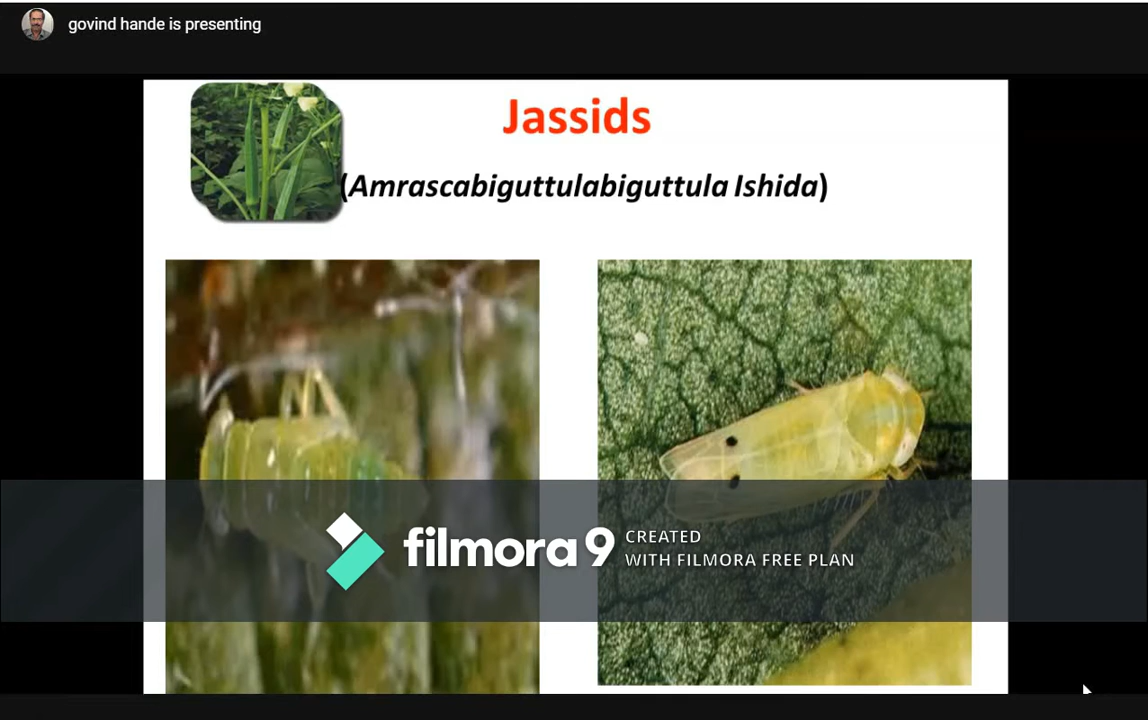 govind hande is presenting
Jassids
(Amrascabiguttulabiguttula Ishida)
filmora 9 CREATED
WITH FILMORA FREE PLAN